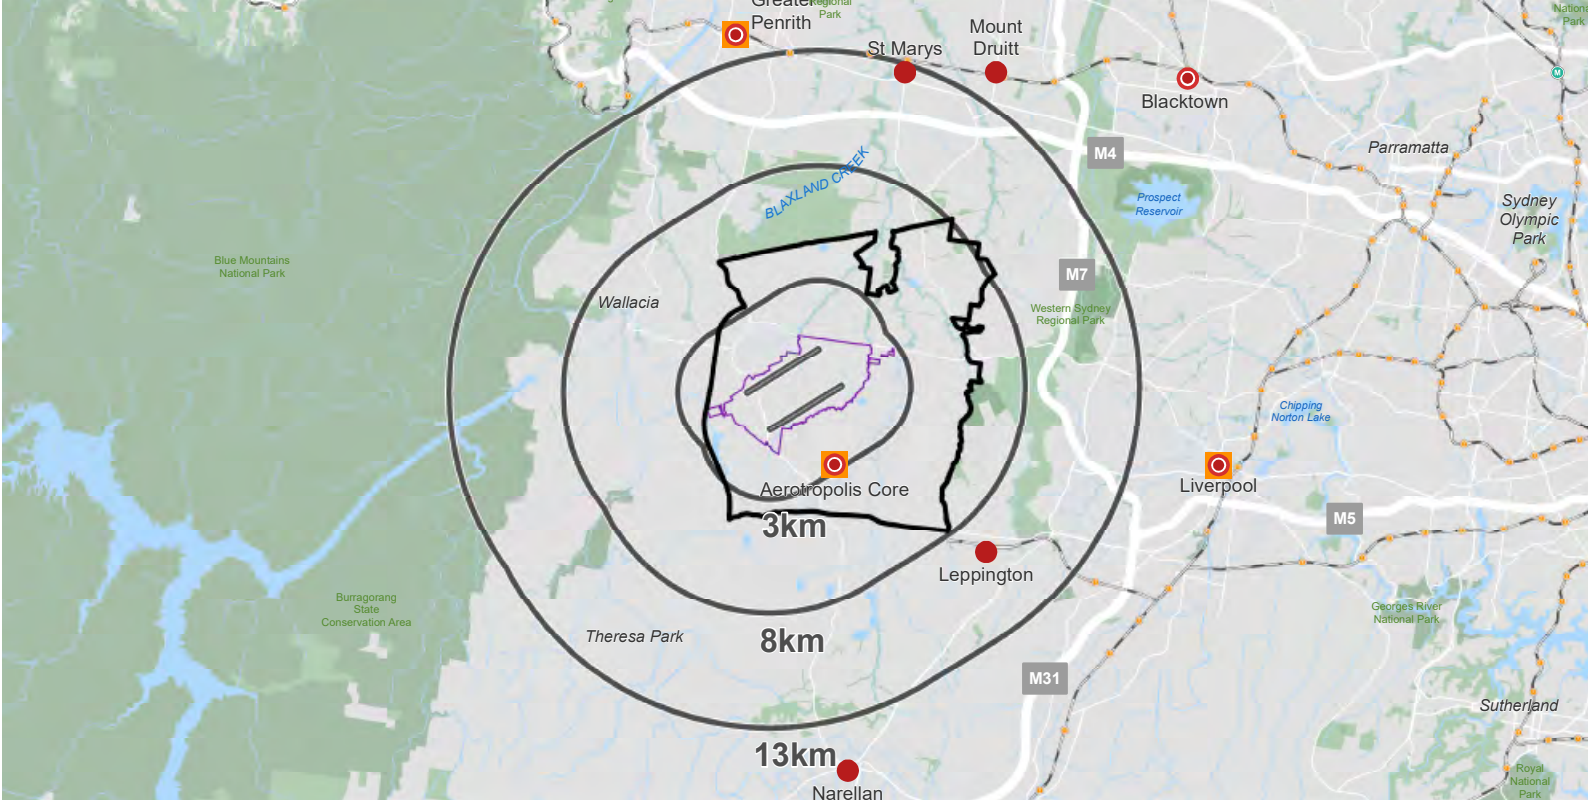 Greater
Penrith
Regional
Park
St Marys
Mount
Druitt
Blacktown
National
Park
M
M4
Parramatta
BLAXLAND CREEK
Prospect
Reservoir
Sydney
Olympic
Park
Blue Mountains
National Park
M7
Wallacia
Western Sydney
Regional Park
Chipping
Norton Lake
Aerotropolis Core
Liverpool
3km
M5
Leppington
Burragorang
State
Conservation Area
Georges River
National Park
Theresa Park
8km
M31
Sutherland
13km
Narellan
Royal
National
Park